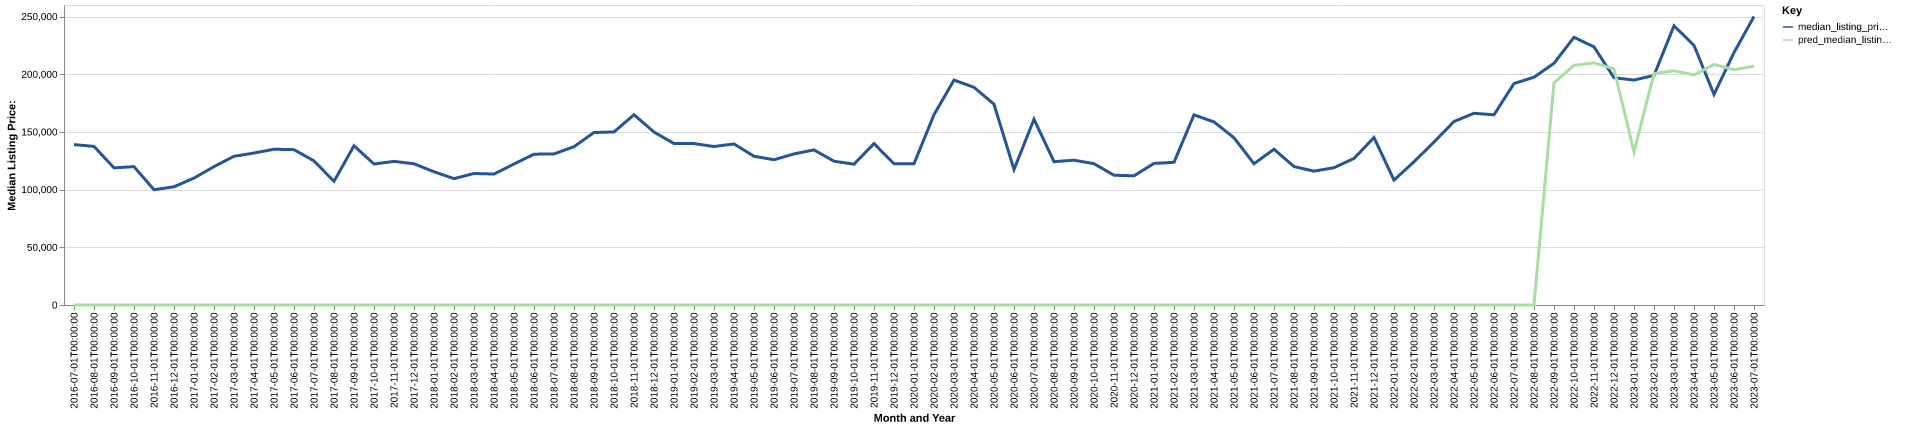 Median Listing Price:
250,000
200,000
150,000
100,000
50,000
0
2016-07-01T00:00:00
2016-08-01T00:00:00
2016-09-01T00:00:00
2016-10-01T00:00:00
2016-11-01T00:00:00
2016-12-01T00:00:00
2017-01-01T00:00:00
2017-02-01T00:00:00
2017-03-01T00:00:00
2017-04-01T00:00:00
2017-05-01T00:00:00
2017-06-01T00:00:00
2017-07-01T00:00:00
2017-08-01T00:00:00
2017-09-01T00:00:00
2017-10-01T00:00:00
2017-11-01T00:00:00
2017-12-01T00:00:00
2018-01-01T00:00:00
2018-02-01T00:00:00
2018-03-01T00:00:00
2018-04-01T00:00:00
2018-05-01T00:00:00
2018-06-01T00:00:00
2018-07-01T00:00:00
2018-08-01T00:00:00
2018-09-01T00:00:00
2018-10-01T00:00:00
2018-11-01T00:00:00
2018-12-01T00:00:00
2019-01-01T00:00:00
2019-02-01T00:00:00
2019-03-01T00:00:00
2019-04-01T00:00:00
2019-05-01T00:00:00
2019-06-01T00:00:00
2019-07-01T00:00:00
2019-08-01T00:00:00
2019-09-01T00:00:00
2019-10-01T00:00:00
2019-11-01T00:00:00
2019-12-01T00:00:00
2020-01-01T00:00:00
2020-02-01T00:00:00
2020-03-01T00:00:00
2020-04-01T00:00:00
2020-05-01T00:00:00
2020-06-01T00:00:00
2020-07-01T00:00:00
2020-08-01T00:00:00
2020-09-01T00:00:00
2020-10-01T00:00:00
2020-11-01T00:00:00
2020-12-01T00:00:00
2021-01-01T00:00:00
2021-02-01T00:00:00
2021-03-01T00:00:00
2021-04-01T00:00:00
2021-05-01T00:00:00
2021-06-01T00:00:00
2021-07-01T00:00:00
2021-08-01T00:00:00
2021-09-01T00:00:00
2021-10-01T00:00:00
2021-11-01T00:00:00
2021-12-01T00:00:00
2022-01-01T00:00:00
2022-02-01T00:00:00
2022-03-01T00:00:00
2022-04-01T00:00:00
2022-05-01T00:00:00
2022-06-01T00:00:00
2022-07-01T00:00:00
2022-08-01T00:00:00
2022-09-01T00:00:00
2022-10-01T00:00:00
2022-11-01T00:00:00
2022-12-01T00:00:00
2023-01-01T00:00:00
2023-02-01T00:00:00
2023-03-01T00:00:00
2023-04-01T00:00:00
2023-05-01T00:00:00
2023-06-01T00:00:00
2023-07-01T00:00:00
Month and Year
Key
median_listing_pri…
pred_median_listin…